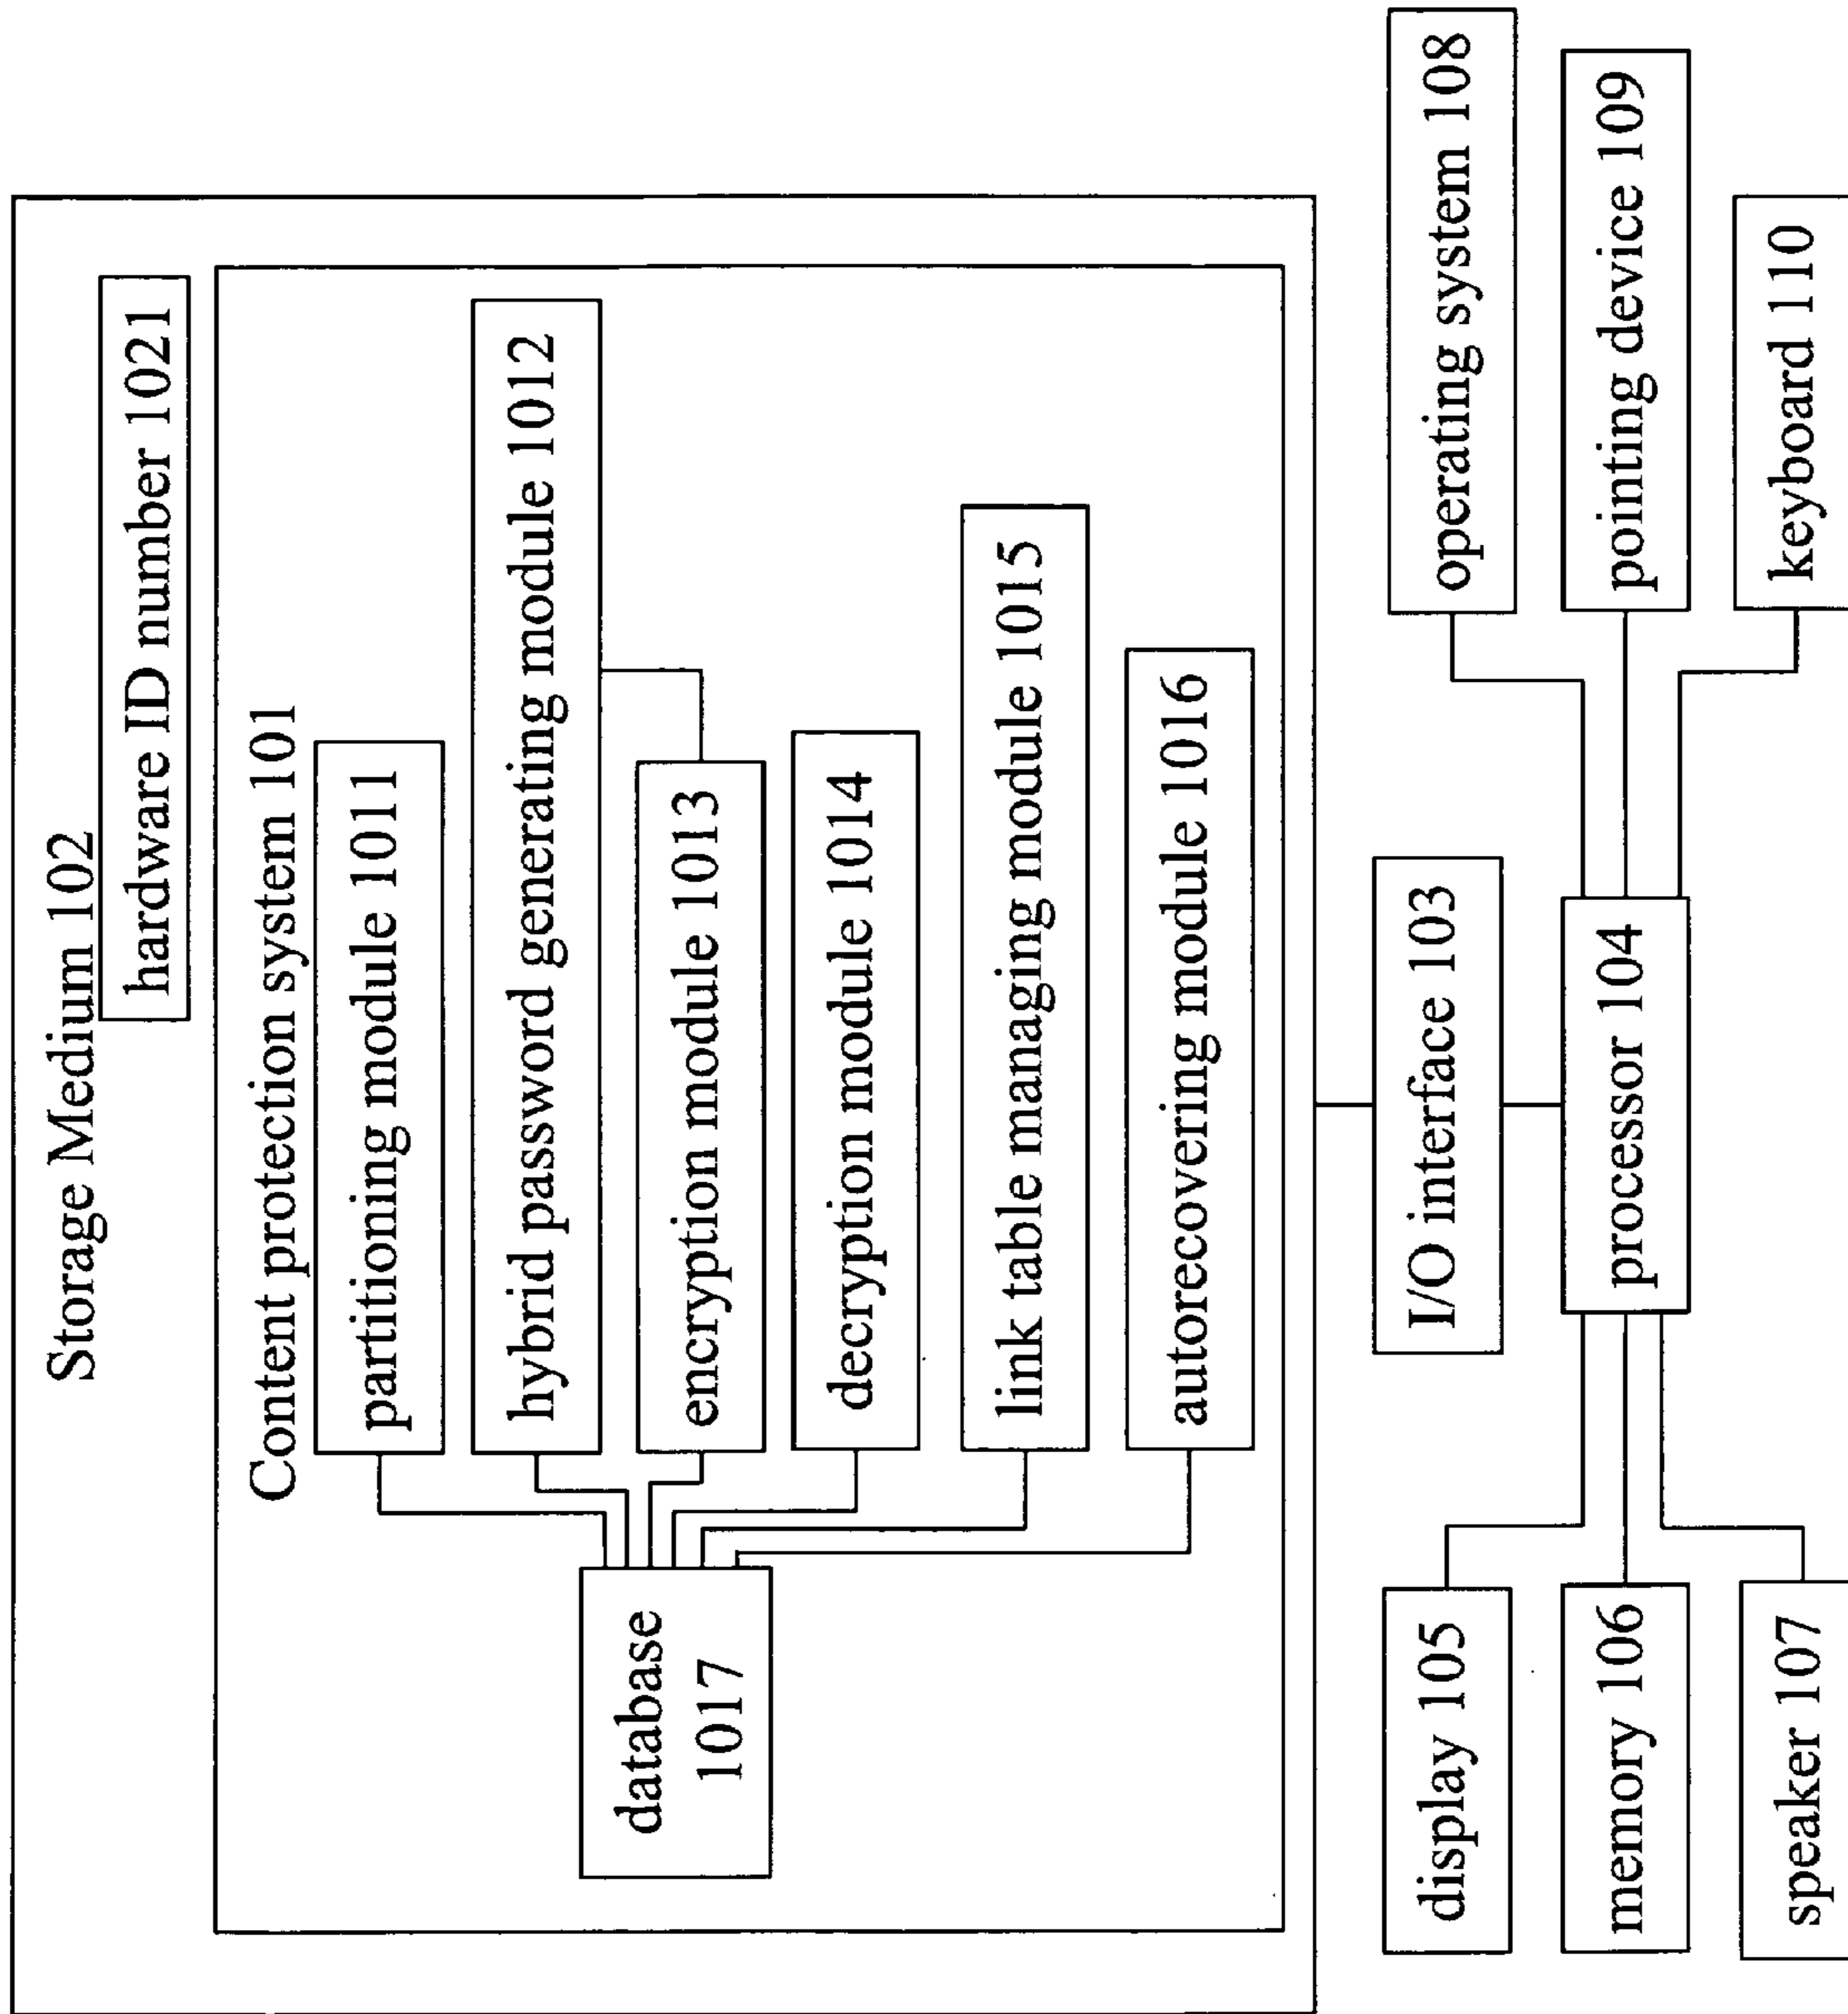 Storage Medium 102
hardware ID number 1021
Content protection system 101
partitioning module 1011
hybrid password generating module 1012
encryption module 1013
decryption module 1014
link table managing module 1015
autorecovering module 1016
database
1017
I/O interface 103
processor 104
display 105
memory 106
speaker 107
operating system 108
pointing device 109
keyboard 110